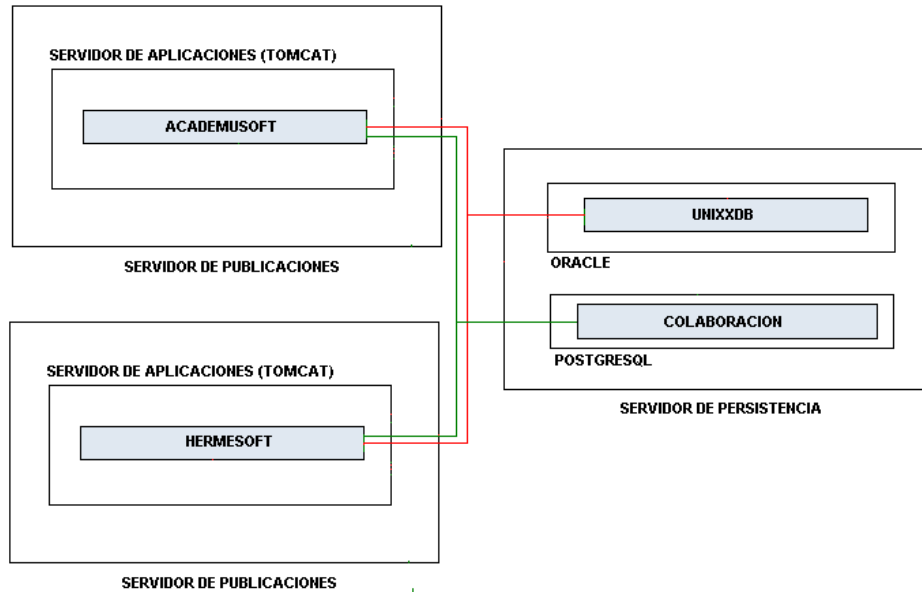 SERVIDOR DE APLICACIONES (TOMCAT)
ACADEMUSOFT
SERVIDOR DE PUBLICACIONES
UNIXXDB
ORACLE
COLABORACION
POSTGRESQL
SERVIDOR DE PERSISTENCIA
SERVIDOR DE APLICACIONES (TOMCAT)
HERMESOFT
SERVIDOR DE PUBLICACIONES